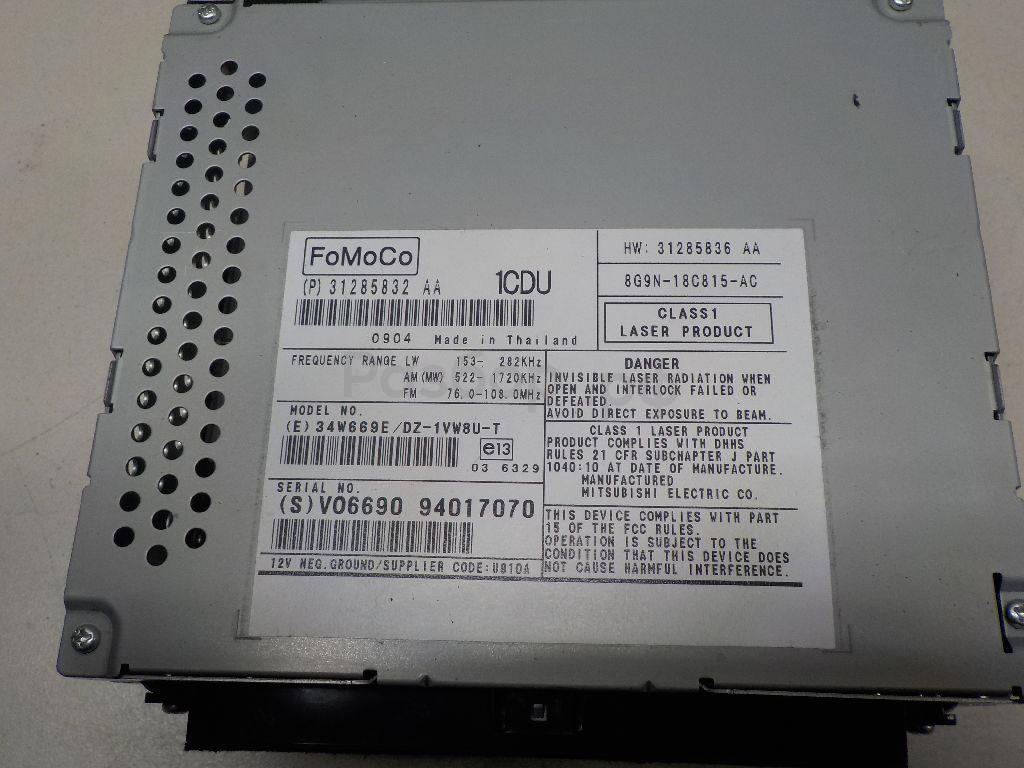 FoMoCo
(P) 31285832 AA
1CDU
0904 Made in Thailand
HW: 31285836 AA
8G9N-18C815-AC
CLASS1
LASER PRODUCT
FREQUENCY RANGE LW 153- 282KHz
AM(MW) 522- 1720KHz
FM 76.0-108.0MHz
MODEL NO.
(E) 34W669E/DZ-1VW8U-T
e13
03 6329
SERIAL NO.
(S)V06690 94017070
12V NEG.GROUND/SUPPLIER CODE:U910A
DANGER
INVISIBLE LASER RADIATION WHEN
OPEN AND INTERLOCK FAILED OR
DEFEATED.
AVOID DIRECT EXPOSURE TO BEAM.
CLASS 1 LASER PRODUCT
PRODUCT COMPLIES WITH DHHS
RULES 21 CFR SUBCHAPTER J PART
1040:10 AT DATE OF MANUFACTURE.
MANUFACTURED
MITSUBISHI ELECTRIC CO.
THIS DEVICE COMPLIES WITH PART
15 OF THE FCC RULES.
OPERATION IS SUBJECT TO THE
CONDITION THAT THIS DEVICE DOES
NOT CAUSE HARMFUL INTERFERENCE.